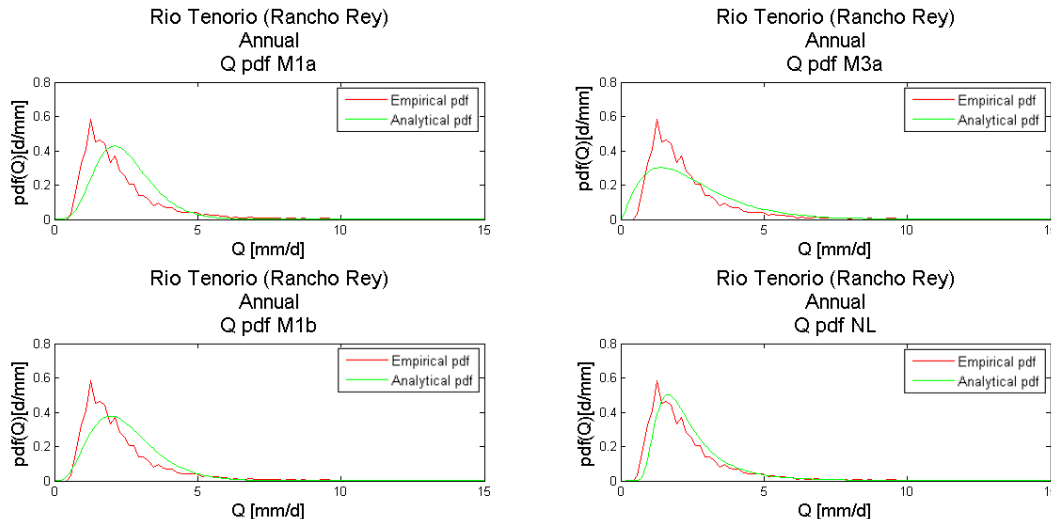 Rio Tenorio (Rancho Rey)
Annual
Q pdf M1a
0.8
0.6
0.4
0.2
0
0
5
10
15
pdf(Q)[d/mm]
Q [mm/d]
Empirical pdf
Analytical pdf
Rio Tenorio (Rancho Rey)
Annual
Q pdf M3a
0.8
0.6
0.4
0.2
0
0
5
10
15
pdf(Q)[d/mm]
Q [mm/d]
Empirical pdf
Analytical pdf
Rio Tenorio (Rancho Rey)
Annual
Q pdf M1b
0.8
0.6
0.4
0.2
0
0
5
10
15
pdf(Q)[d/mm]
Q [mm/d]
Empirical pdf
Analytical pdf
Rio Tenorio (Rancho Rey)
Annual
Q pdf NL
0.8
0.6
0.4
0.2
0
0
5
10
15
pdf(Q)[d/mm]
Q [mm/d]
Empirical pdf
Analytical pdf